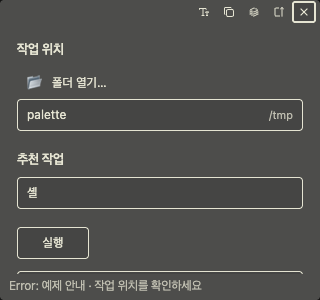 작업 위치
폴더 열기...
palette /tmp
추천 작업
셸
실행
Error: 예제 안내 · 작업 위치를 확인하세요